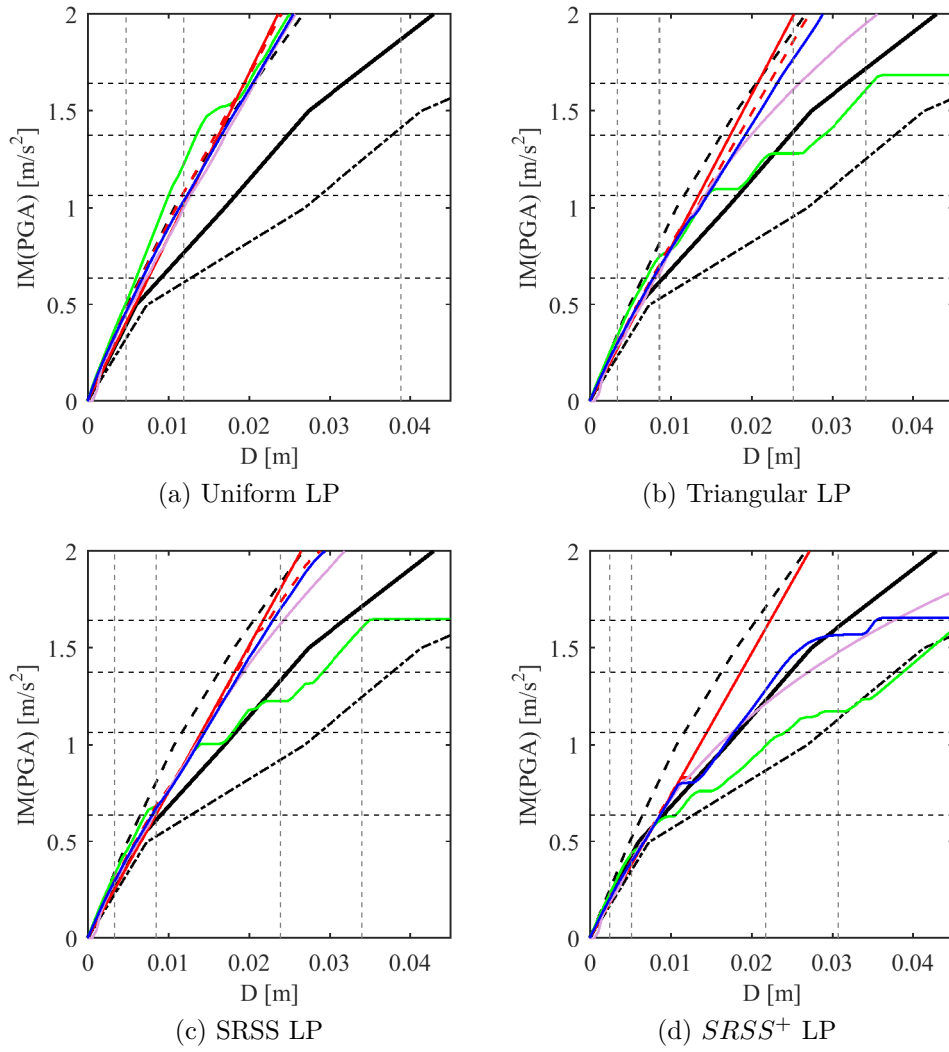 2
1.5
1
0.5
0
IM(PGA) [m/s²]
0 0.01 0.02 0.03 0.04
D [m]
(a) Uniform LP
2
1.5
1
0.5
0
IM(PGA) [m/s²]
0 0.01 0.02 0.03 0.04
D [m]
(b) Triangular LP
2
1.5
1
0.5
0
IM(PGA) [m/s²]
0 0.01 0.02 0.03 0.04
D [m]
(c) SRSS LP
2
1.5
1
0.5
0
IM(PGA) [m/s²]
0 0.01 0.02 0.03 0.04
D [m]
(d) SRSS⁺ LP